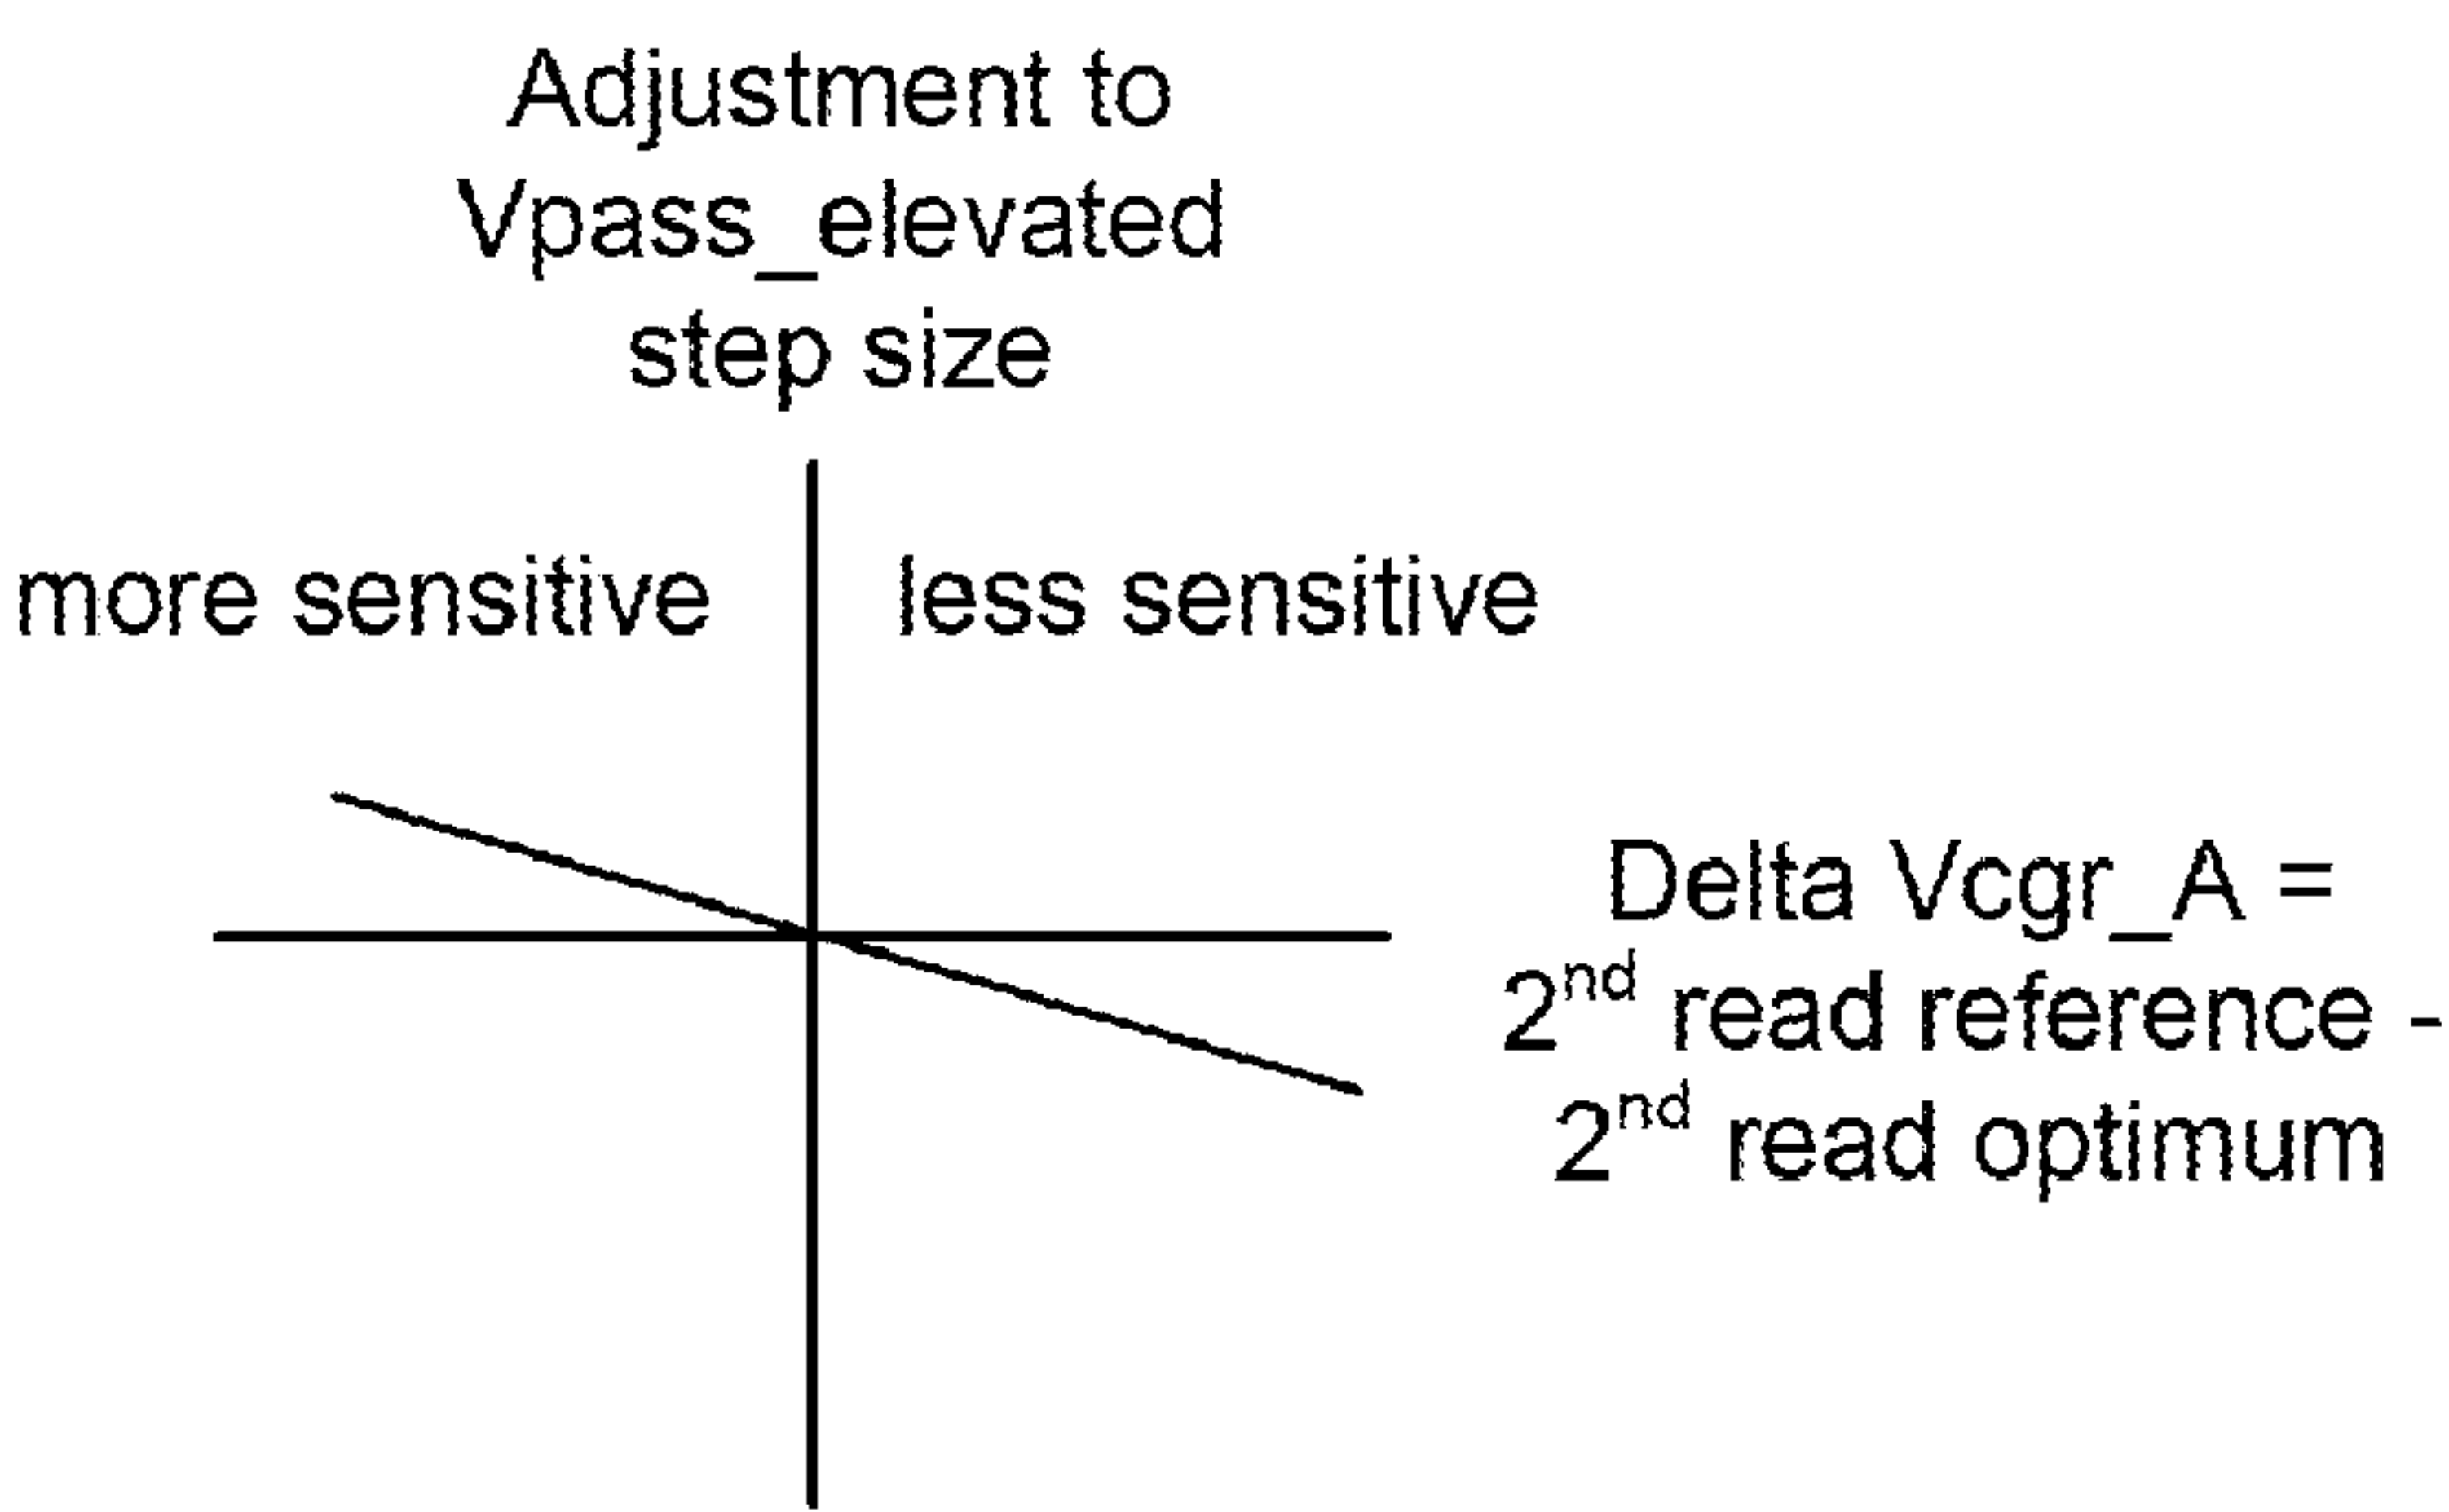 Adjustment to
Vpass_elevated
step size
more sensitive
less sensitive
Delta Vcgr_A =
2nd read reference -
2nd read optimum